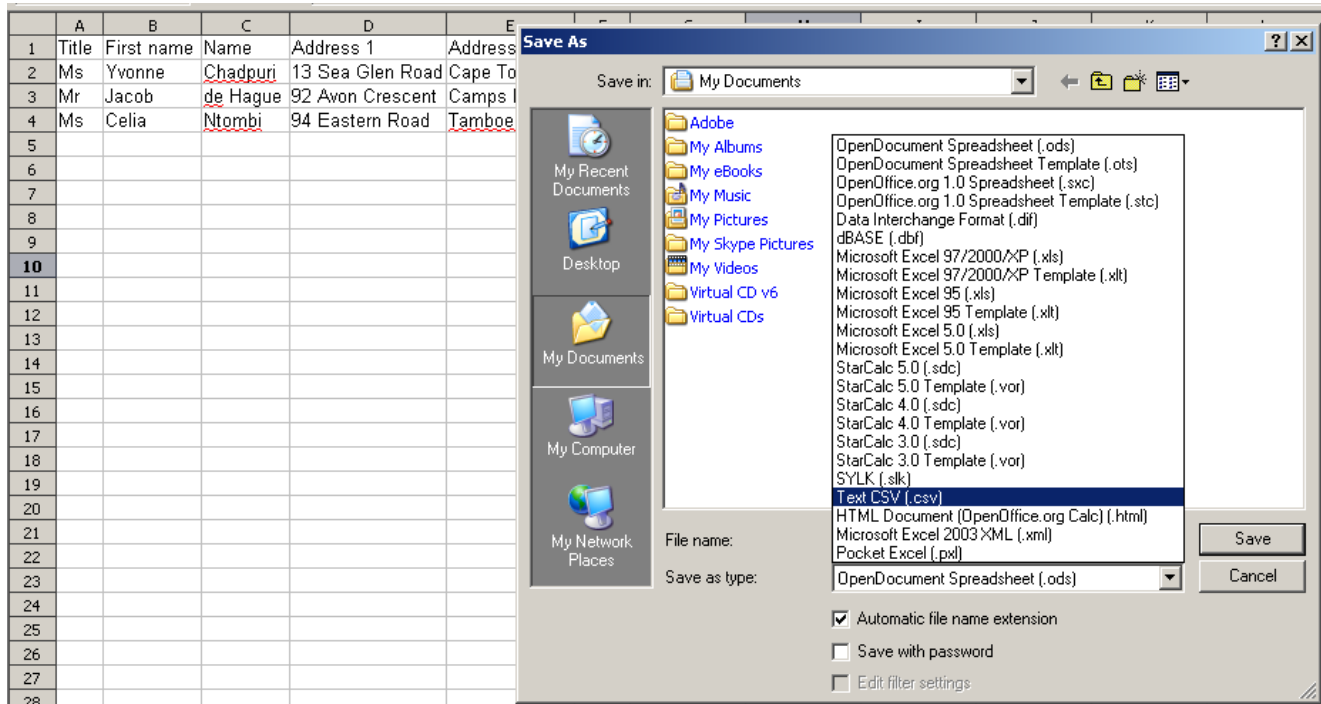 A B C D E
1 Title First name Name Address 1 Address
2 Ms Yvonne Chadpuri 13 Sea Glen Road Cape To
3 Mr Jacob de Hague 92 Avon Crescent Camps
4 Ms Celia Ntombi 94 Eastern Road Tamboe
5
6
7
8
9
10
11
12
13
14
15
16
17
18
19
20
21
22
23
24
25
26
27
28
Save As
Save in: My Documents
My Recent Documents
Desktop
My Documents
My Computer
My Network Places
Adobe
My Albums
My eBooks
My Music
My Pictures
My Skype Pictures
My Videos
Virtual CD v6
Virtual CDs
OpenDocument Spreadsheet (.ods)
OpenDocument Spreadsheet Template (.ots)
OpenOffice.org 1.0 Spreadsheet (.sxc)
OpenOffice.org 1.0 Spreadsheet Template (.stc)
Data Interchange Format (.dif)
dBASE (.dbf)
Microsoft Excel 97/2000/XP (.xls)
Microsoft Excel 97/2000/XP Template (.xlt)
Microsoft Excel 95 (.xls)
Microsoft Excel 95 Template (.xlt)
Microsoft Excel 5.0 (.xls)
Microsoft Excel 5.0 Template (.xlt)
StarCalc 5.0 (.sdc)
StarCalc 5.0 Template (.vor)
StarCalc 4.0 (.sdc)
StarCalc 4.0 Template (.vor)
StarCalc 3.0 (.sdc)
StarCalc 3.0 Template (.vor)
SYLK (.slk)
Text CSV (.csv)
HTML Document (OpenOffice.org Calc) (.html)
Microsoft Excel 2003 XML (.xml)
Pocket Excel (.pxl)
File name:
Save
Save as type: OpenDocument Spreadsheet (.ods)
Cancel
Automatic file name extension
Save with password
Edit filter settings